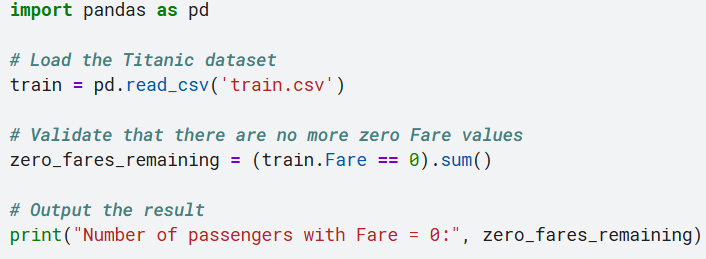 import pandas as pd
# Load the Titanic dataset
train = pd.read_csv('train.csv')
# Validate that there are no more zero Fare values
zero_fares_remaining = (train.Fare == 0).sum()
# Output the result
print("Number of passengers with Fare = 0:", zero_fares_remaining)